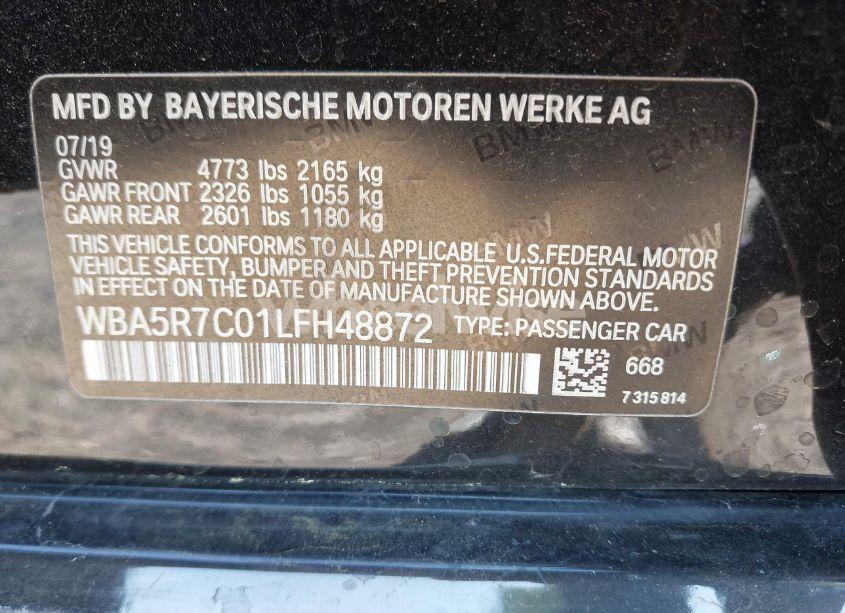 MFD BY BAYERISCHE MOTOREN WERKE AG
07/19
GVWR 4773 lbs 2165 kg
GAWR FRONT 2326 lbs 1055 kg
GAWR REAR 2601 lbs 1180 kg
THIS VEHICLE CONFORMS TO ALL APPLICABLE U.S.FEDERAL MOTOR
VEHICLE SAFETY, BUMPER AND THEFT PREVENTION STANDARDS
IN EFFECT ON THE DATE OF MANUFACTURE SHOWN ABOVE.
WBA5R7C01LFH48872 TYPE: PASSENGER CAR
668
7 315 814